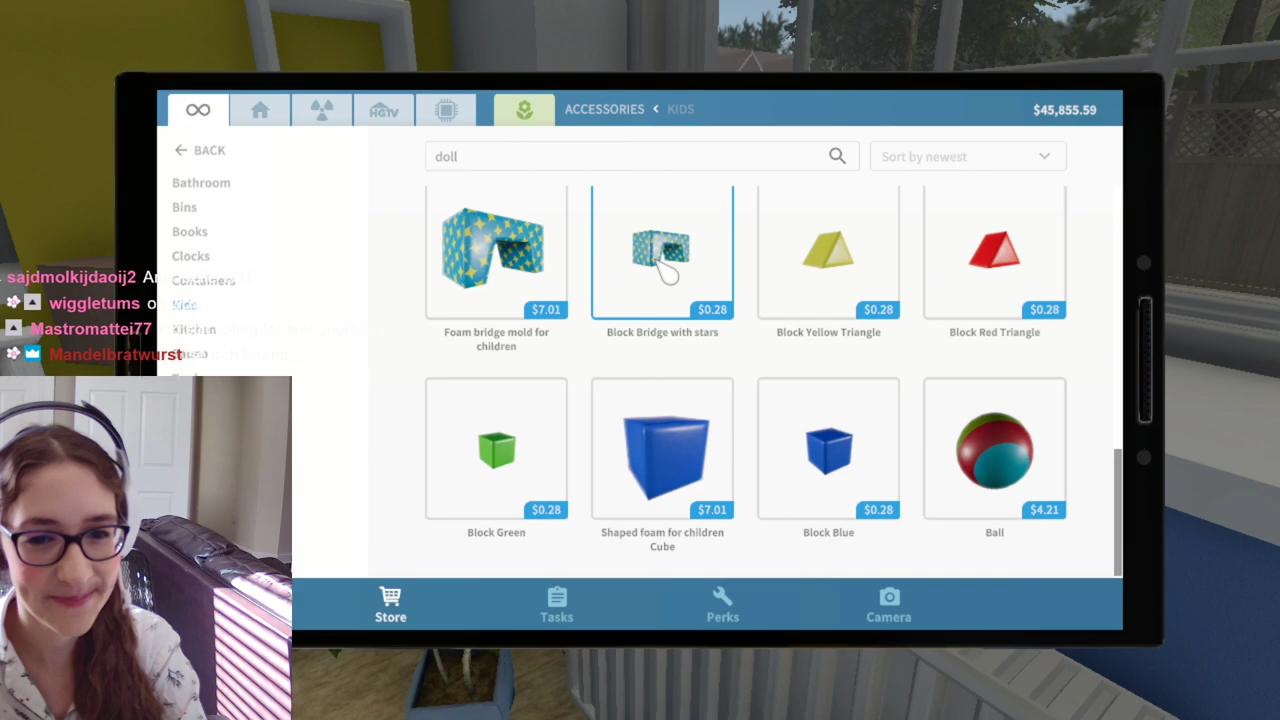 HGTV
ACCESSORIES < KIDS
$45,855.59
BACK
doll
Sort by newest
Bathroom
Bins
Books
Clocks
Containers
Kids
Kitchen
Sauna
sajdmolkijdaoij2
wiggletums
Mastromattei77
Mandelbratwurst
$7.01
$0.28
$0.28
$0.28
Foam bridge mold for
children
Block Bridge with stars
Block Yellow Triangle
Block Red Triangle
$0.28
$7.01
$0.28
$4.21
Block Green
Shaped foam for children
Cube
Block Blue
Ball
Store
Tasks
Perks
Camera